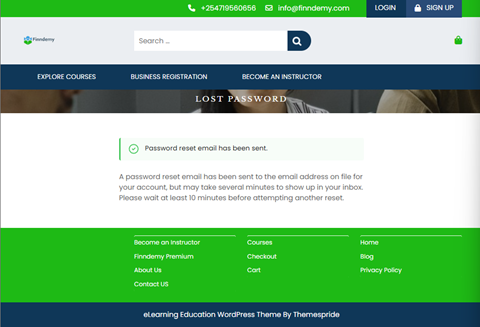 +254719560656 info@finndemy.com LOGIN SIGN UP
Finndemy
Search ...
EXPLORE COURSES BUSINESS REGISTRATION BECOME AN INSTRUCTOR
LOST PASSWORD
Password reset email has been sent.
A password reset email has been sent to the email address on file for
your account, but may take several minutes to show up in your inbox.
Please wait at least 10 minutes before attempting another reset.
Become an Instructor Courses Home
Finndemy Premium Checkout Blog
About Us Cart Privacy Policy
Contact US
eLearning Education WordPress Theme By Themespride